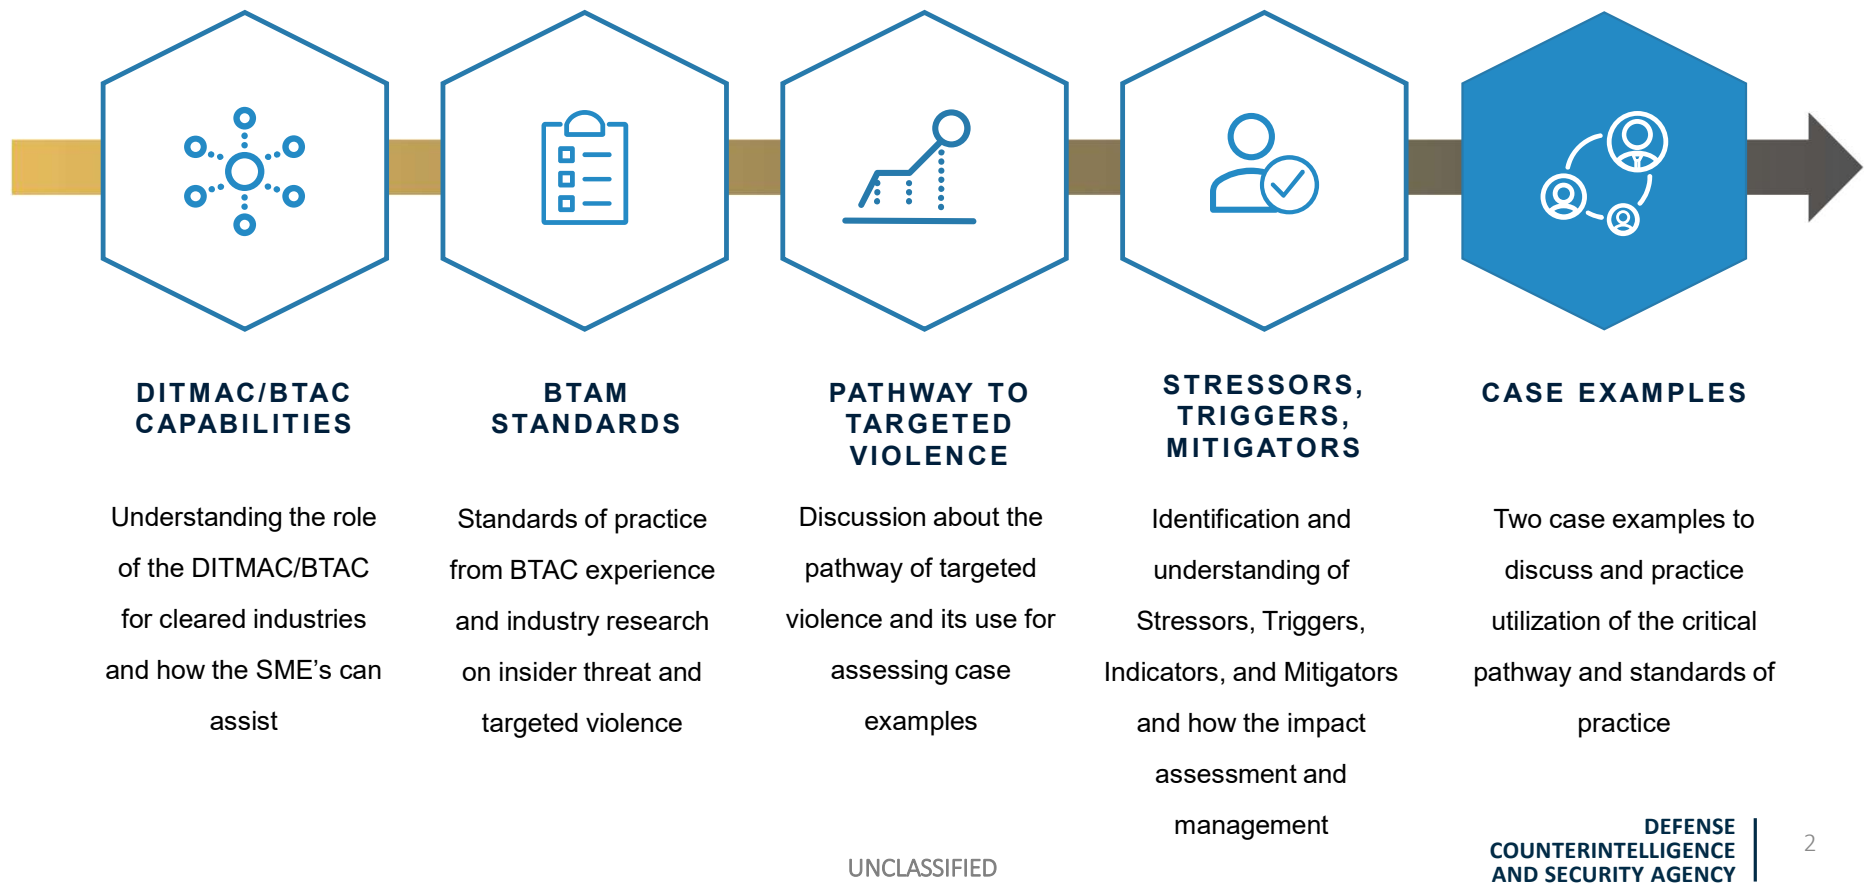 DITMAC/BTAC
CAPABILITIES
Understanding the role
of the DITMAC/BTAC
for cleared industries
and how the SME's can
assist
BTAM
STANDARDS
Standards of practice
from BTAC experience
and industry research
on insider threat and
targeted violence
PATHWAY TO
TARGETED
VIOLENCE
Discussion about the
pathway of targeted
violence and its use for
assessing case
examples
STRESSORS,
TRIGGERS,
MITIGATORS
Identification and
understanding of
Stressors, Triggers,
Indicators, and Mitigators
and how the impact
assessment and
management
CASE EXAMPLES
Two case examples to
discuss and practice
utilization of the critical
pathway and standards of
practice
UNCLASSIFIED
DEFENSE
COUNTERINTELLIGENCE
AND SECURITY AGENCY
2